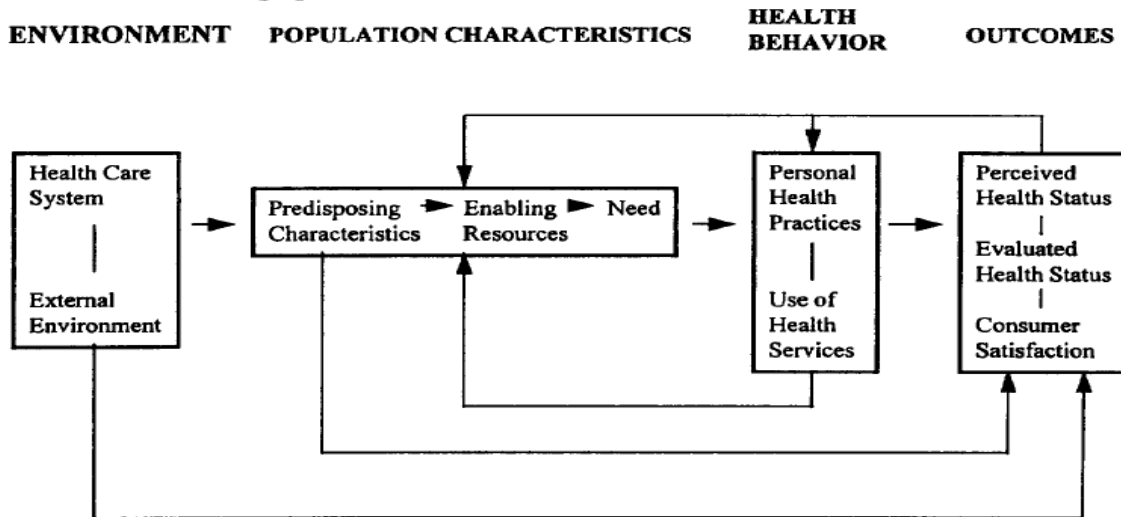 ENVIRONMENT
POPULATION CHARACTERISTICS
HEALTH
BEHAVIOR
OUTCOMES
Health Care
System
External
Environment
Predisposing
Characteristics
Enabling
Resources
Need
Personal
Health
Practices
Use of
Health
Services
Perceived
Health Status
Evaluated
Health Status
Consumer
Satisfaction